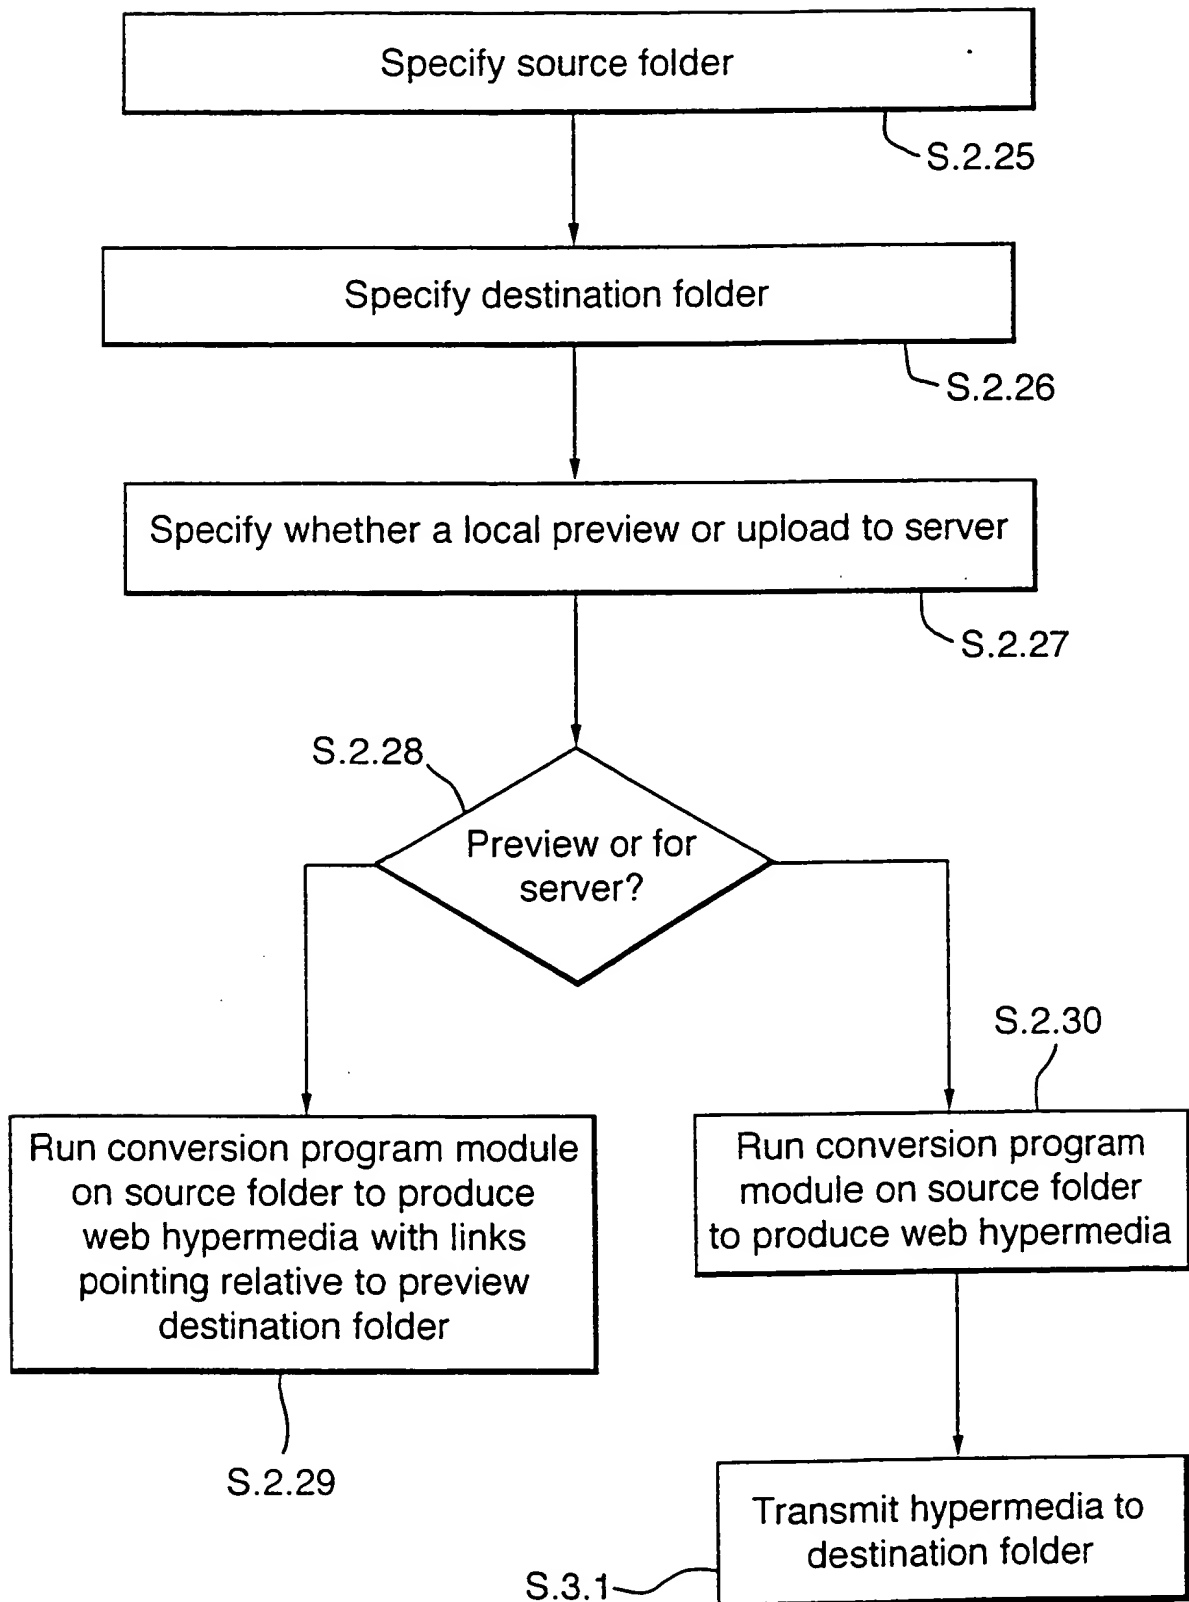 Specify source folder
S.2.25
Specify destination folder
S.2.26
Specify whether a local preview or upload to server
S.2.27
S.2.28
Preview or for
server?
Run conversion program module
on source folder to produce
web hypermedia with links
pointing relative to preview
destination folder
S.2.29
S.2.30
Run conversion program
module on source folder
to produce web hypermedia
Transmit hypermedia to
destination folder
S.3.1